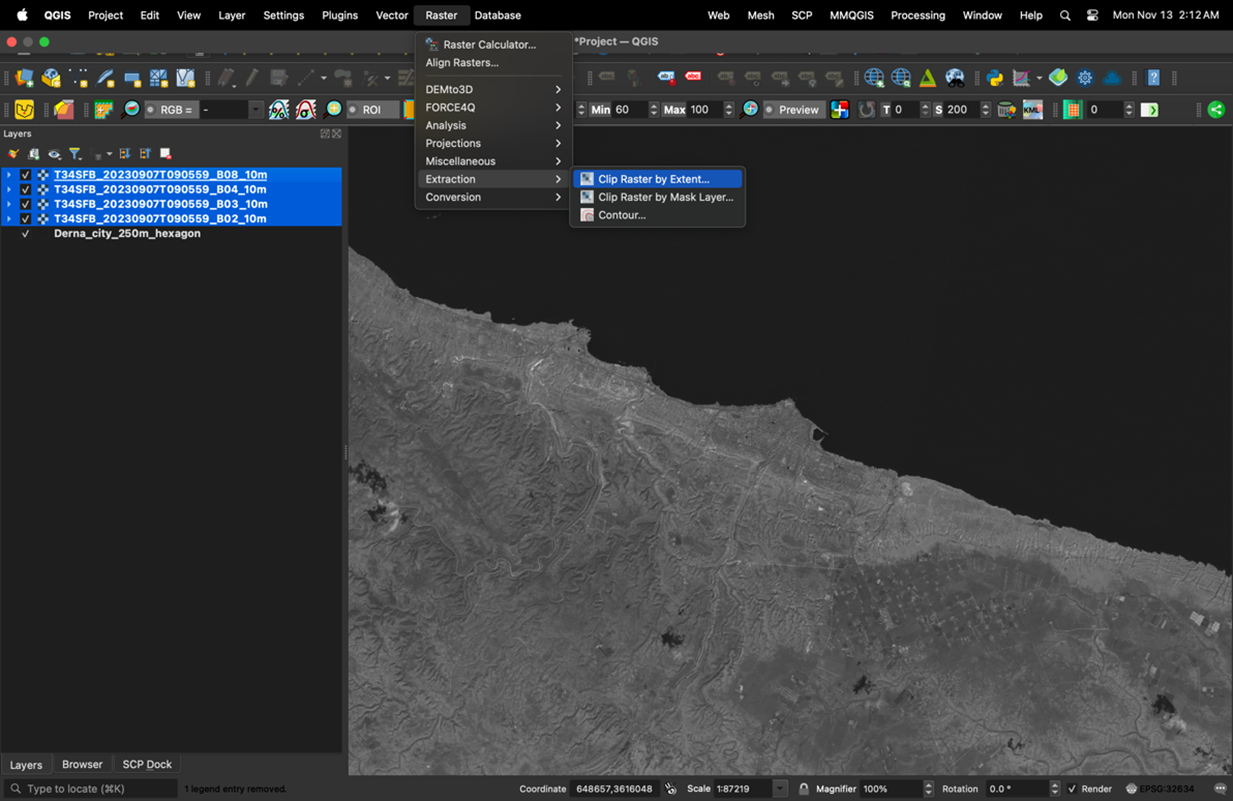 QGIS Project Edit View Layer Settings Plugins Vector Raster Database Web Mesh SCP MMQGIS Processing Window Help Mon Nov 13 2:12 AM
*Project — QGIS
Raster Calculator...
Align Rasters...
DEMto3D
FORCE4Q
Analysis
Projections
Miscellaneous
Extraction
Conversion
Clip Raster by Extent...
Clip Raster by Mask Layer...
Contour...
RGB = - ROI Min 60 Max 100 Preview T 0 S 200 KML 0
Layers
T34SFB_20230907T090559_B08_10m
T34SFB_20230907T090559_B04_10m
T34SFB_20230907T090559_B03_10m
T34SFB_20230907T090559_B02_10m
Derna_city_250m_hexagon
Layers Browser SCP Dock
Type to locate (⌘K) 1 legend entry removed. Coordinate 648657,3616048 Scale 1:87219 Magnifier 100% Rotation 0.0 ° Render EPSG:32634